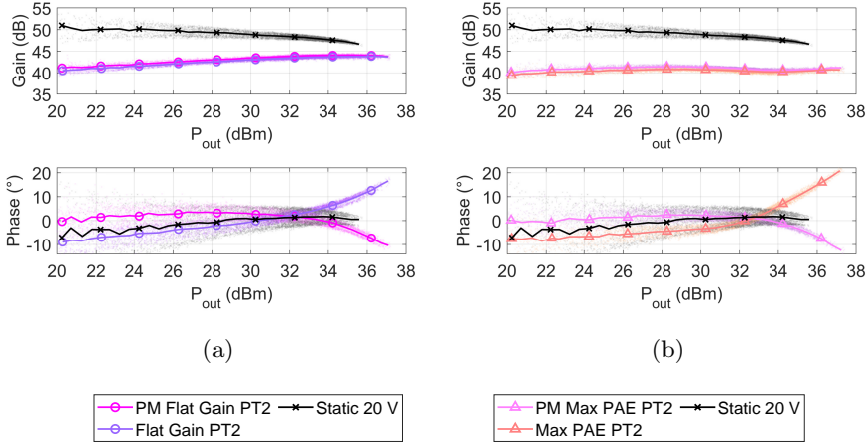 Gain (dB)
55
50
45
40
35
20 22 24 26 28 30 32 34 36 38
P_out (dBm)
Phase (°)
20
10
0
-10
20 22 24 26 28 30 32 34 36 38
P_out (dBm)
(a)
PM Flat Gain PT2 Static 20 V
Flat Gain PT2
Gain (dB)
55
50
45
40
35
20 22 24 26 28 30 32 34 36 38
P_out (dBm)
Phase (°)
20
10
0
-10
20 22 24 26 28 30 32 34 36 38
P_out (dBm)
(b)
PM Max PAE PT2 Static 20 V
Max PAE PT2